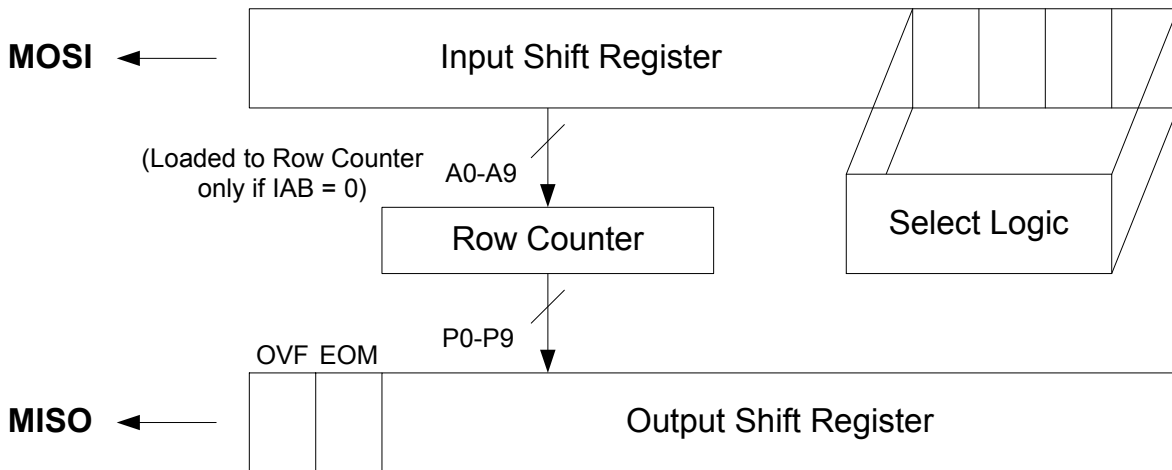 MOSI
Input Shift Register
(Loaded to Row Counter
only if IAB = 0)
A0-A9
Row Counter
Select Logic
P0-P9
OVF EOM
MISO
Output Shift Register